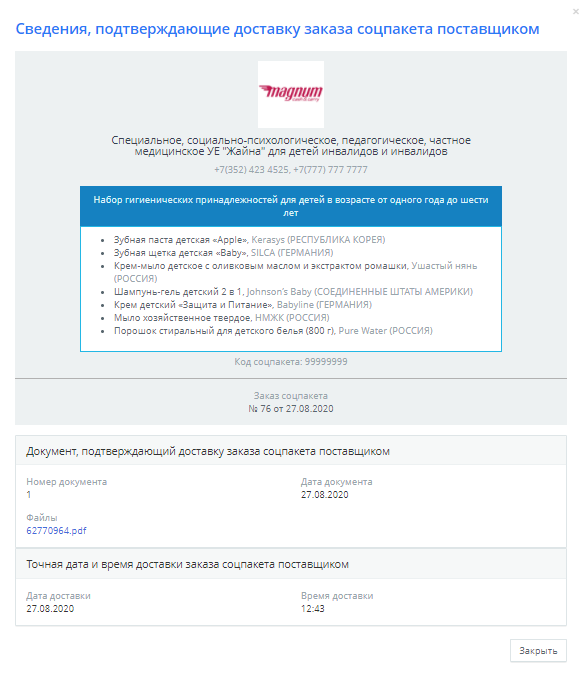 ×
Сведения, подтверждающие доставку заказа соцпакета поставщиком
magnum
cash & carry
Специальное, социально-психологическое, педагогическое, частное
медицинское УЕ "Жайна" для детей инвалидов и инвалидов
+7(352) 423 4525, +7(777) 777 7777
Набор гигиенических принадлежностей для детей в возрасте от одного года до шести
лет
• Зубная паста детская «Apple», Kerasys (РЕСПУБЛИКА КОРЕЯ)
• Зубная щетка детская «Baby», SILCA (ГЕРМАНИЯ)
• Крем-мыло детское с оливковым маслом и экстрактом ромашки, Ушастый нянь
(РОССИЯ)
• Шампунь-гель детский 2 в 1, Johnson's Baby (СОЕДИНЕННЫЕ ШТАТЫ АМЕРИКИ)
• Крем детский «Защита и Питание», Babyline (ГЕРМАНИЯ)
• Мыло хозяйственное твердое, НМЖК (РОССИЯ)
• Порошок стиральный для детского белья (800 г), Pure Water (РОССИЯ)
Код соцпакета: 99999999
Заказ соцпакета
№ 76 от 27.08.2020
Документ, подтверждающий доставку заказа соцпакета поставщиком
Номер документа Дата документа
1 27.08.2020
Файлы
62770964.pdf
Точная дата и время доставки заказа соцпакета поставщиком
Дата доставки Время доставки
27.08.2020 12:43
Закрыть